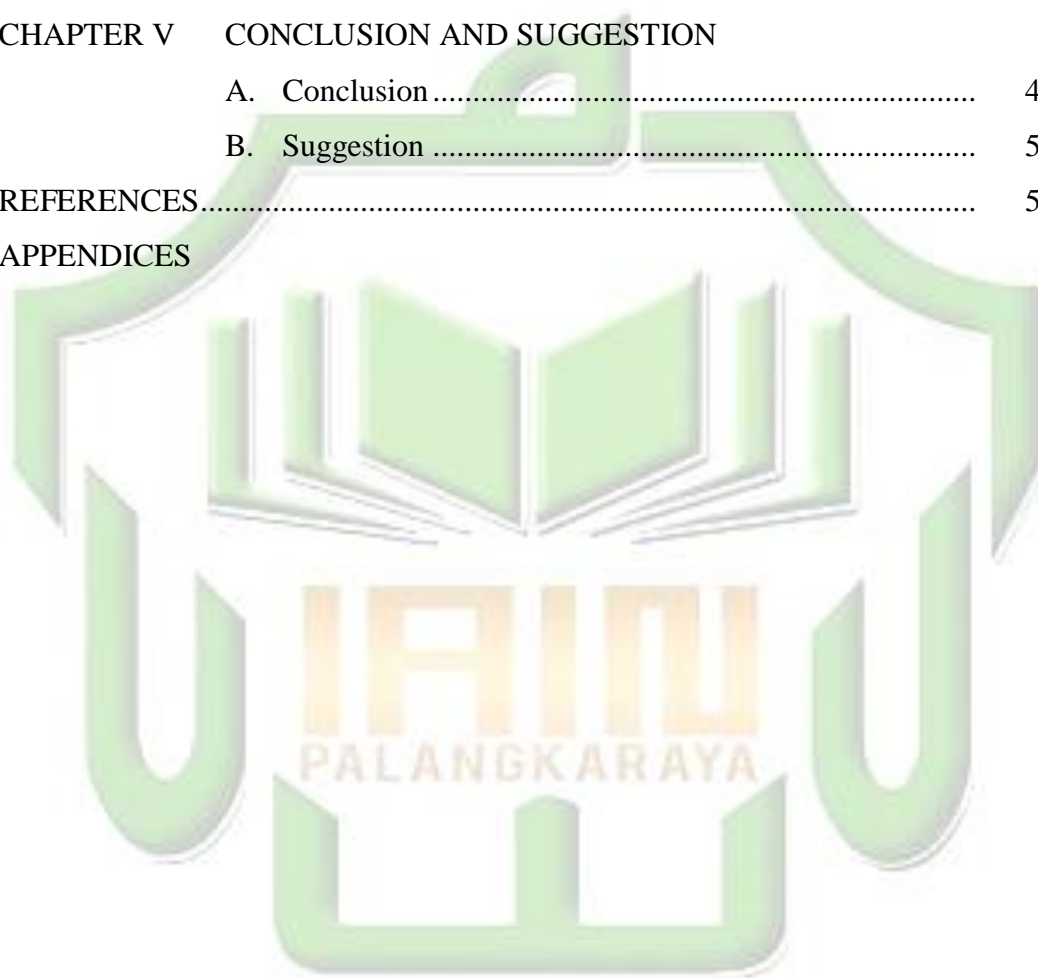 CHAPTER V CONCLUSION AND SUGGESTION
A. Conclusion .......................................................... 4
B. Suggestion .......................................................... 5
REFERENCES .................................................................................. 5
APPENDICES
IAIN
PALANGKARAYA